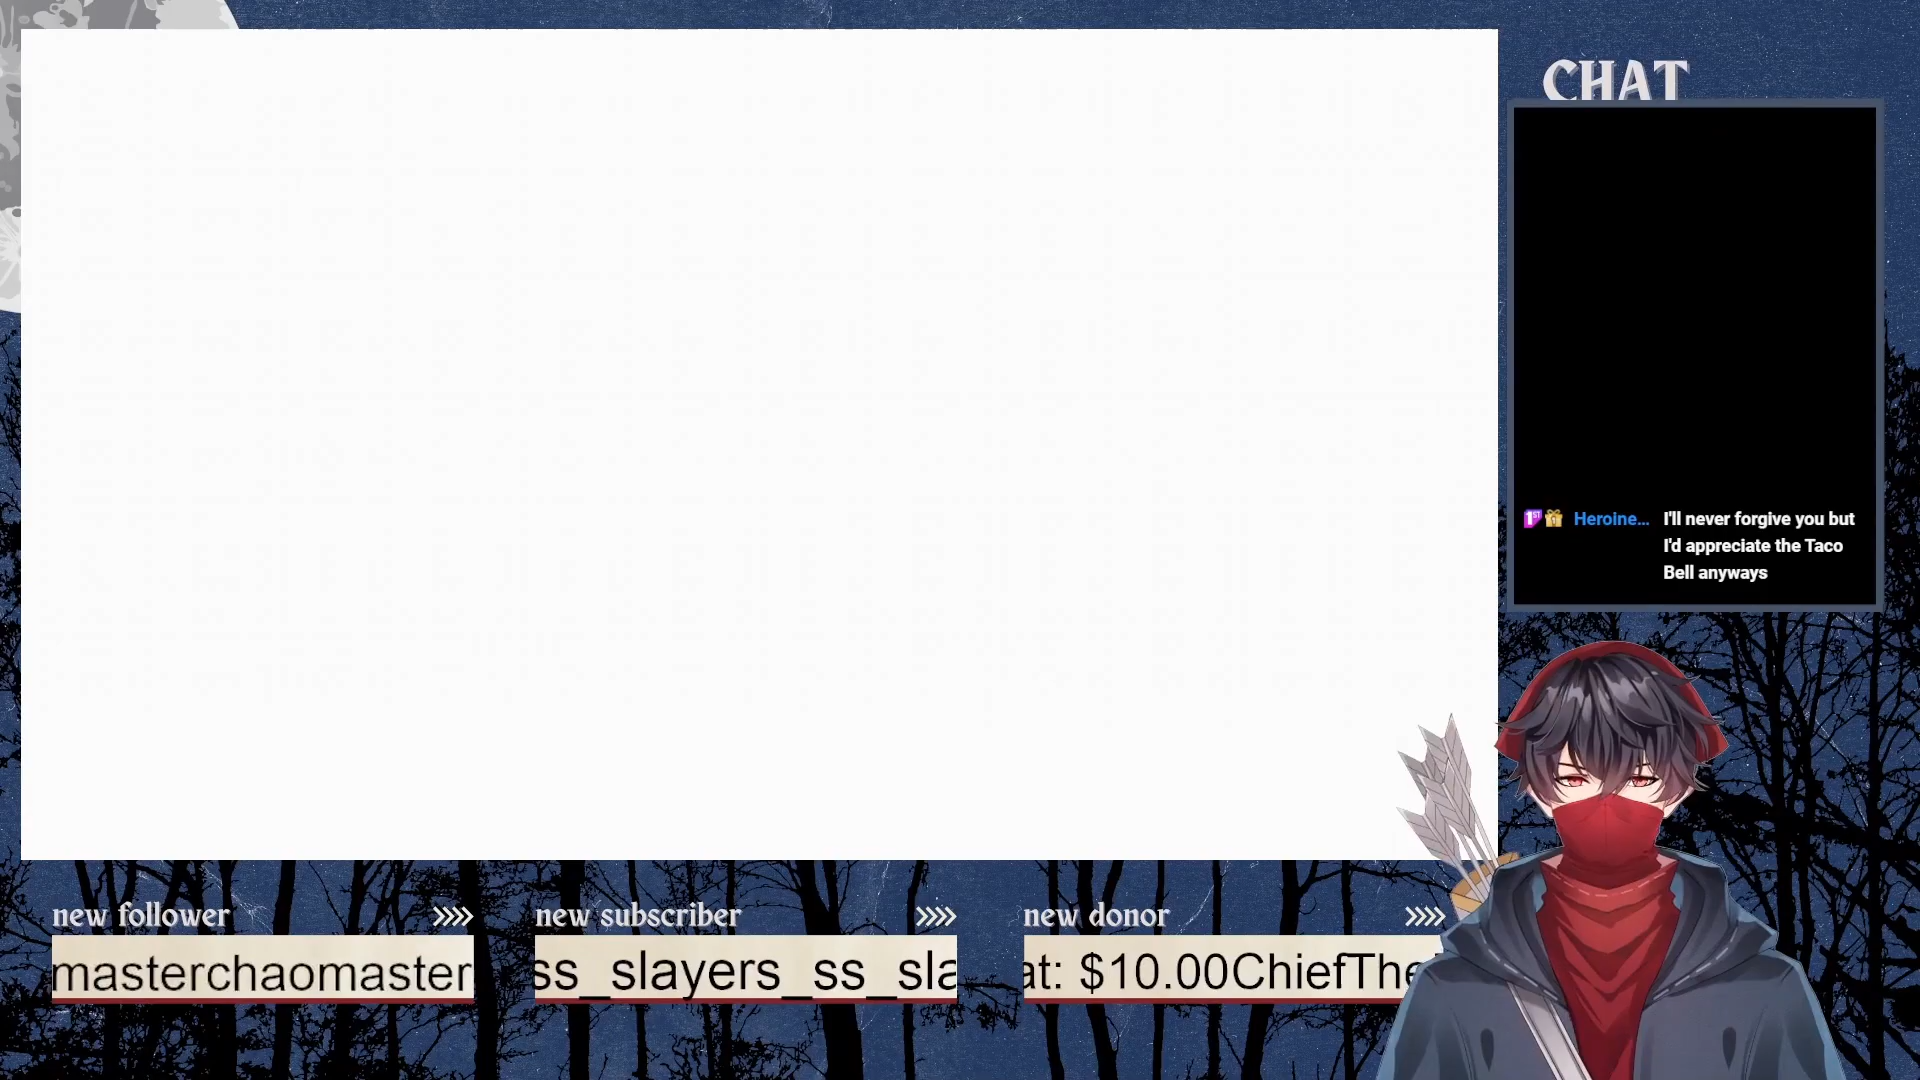 CHAT
Heroine... I'll never forgive you but
I'd appreciate the Taco
Bell anyways
new follower >>>>
masterchaomaster
new subscriber >>>>
ss_slayers_ss_sla
new donor >>>>
at: $10.00ChiefThe